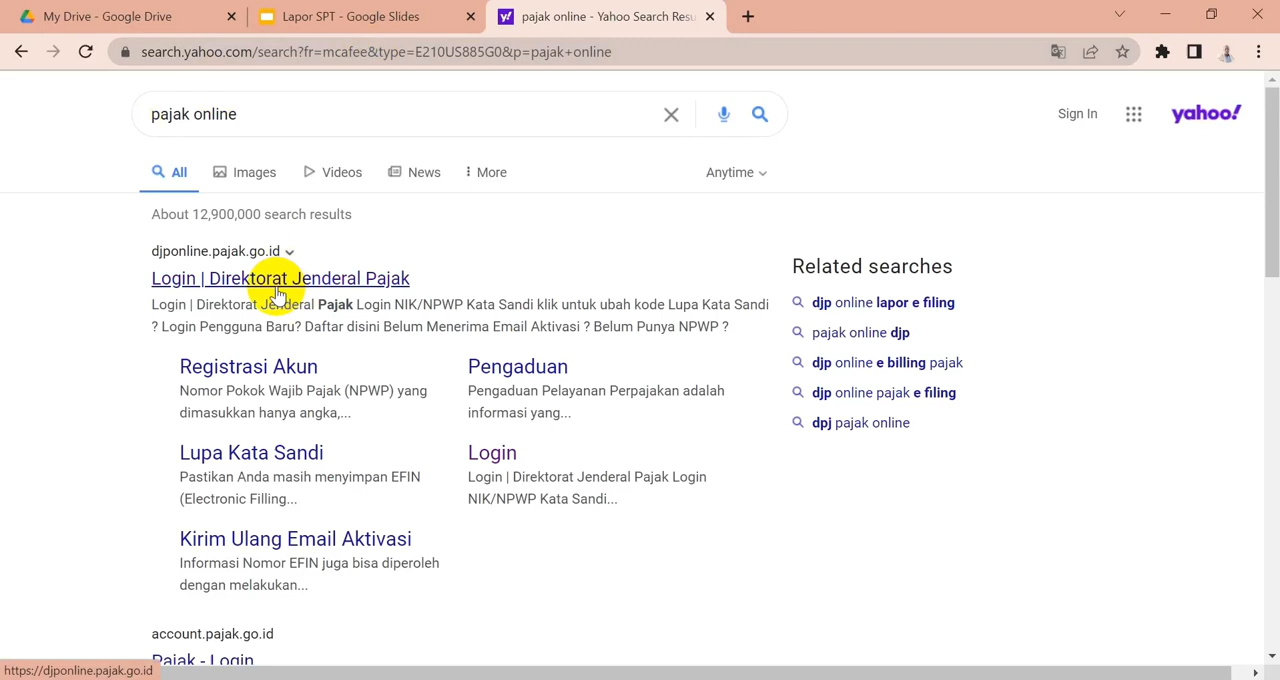 My Drive - Google Drive
Lapor SPT - Google Slides
pajak online - Yahoo Search Resu
search.yahoo.com/search?fr=mcafee&type=E210US885G0&p=pajak+online
pajak online
Sign In
yahoo!
All
Images
Videos
News
More
Anytime
About 12,900,000 search results
djponline.pajak.go.id
Login | Direktorat Jenderal Pajak
Login | Direktorat Jenderal Pajak Login NIK/NPWP Kata Sandi klik untuk ubah kode Lupa Kata Sandi
? Login Pengguna Baru? Daftar disini Belum Menerima Email Aktivasi ? Belum Punya NPWP ?
Registrasi Akun
Nomor Pokok Wajib Pajak (NPWP) yang
dimasukkan hanya angka,...
Pengaduan
Pengaduan Pelayanan Perpajakan adalah
informasi yang...
Lupa Kata Sandi
Pastikan Anda masih menyimpan EFIN
(Electronic Filling...
Login
Login | Direktorat Jenderal Pajak Login
NIK/NPWP Kata Sandi...
Kirim Ulang Email Aktivasi
Informasi Nomor EFIN juga bisa diperoleh
dengan melakukan...
account.pajak.go.id
Pajak - Login
Related searches
djp online lapor e filing
pajak online djp
djp online e billing pajak
djp online pajak e filing
dpj pajak online
https://djponline.pajak.go.id